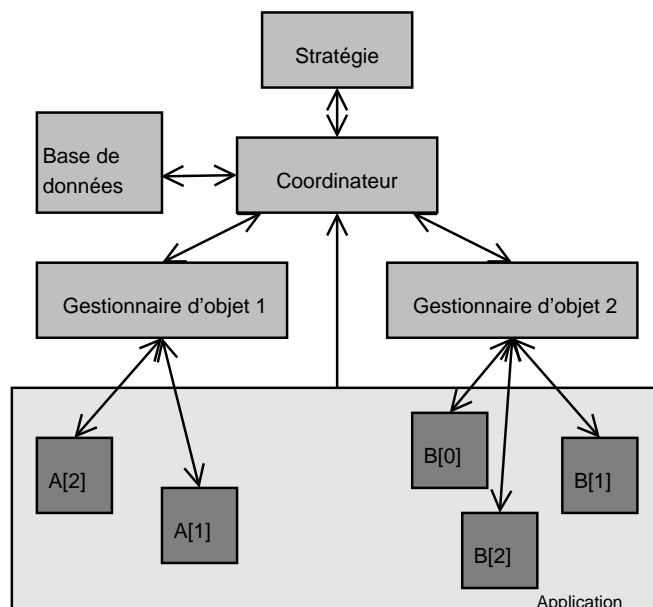 Stratégie
Base de
données
Coordinateur
Gestionnaire d'objet 1
Gestionnaire d'objet 2
A[2]
A[1]
B[0]
B[1]
B[2]
Application